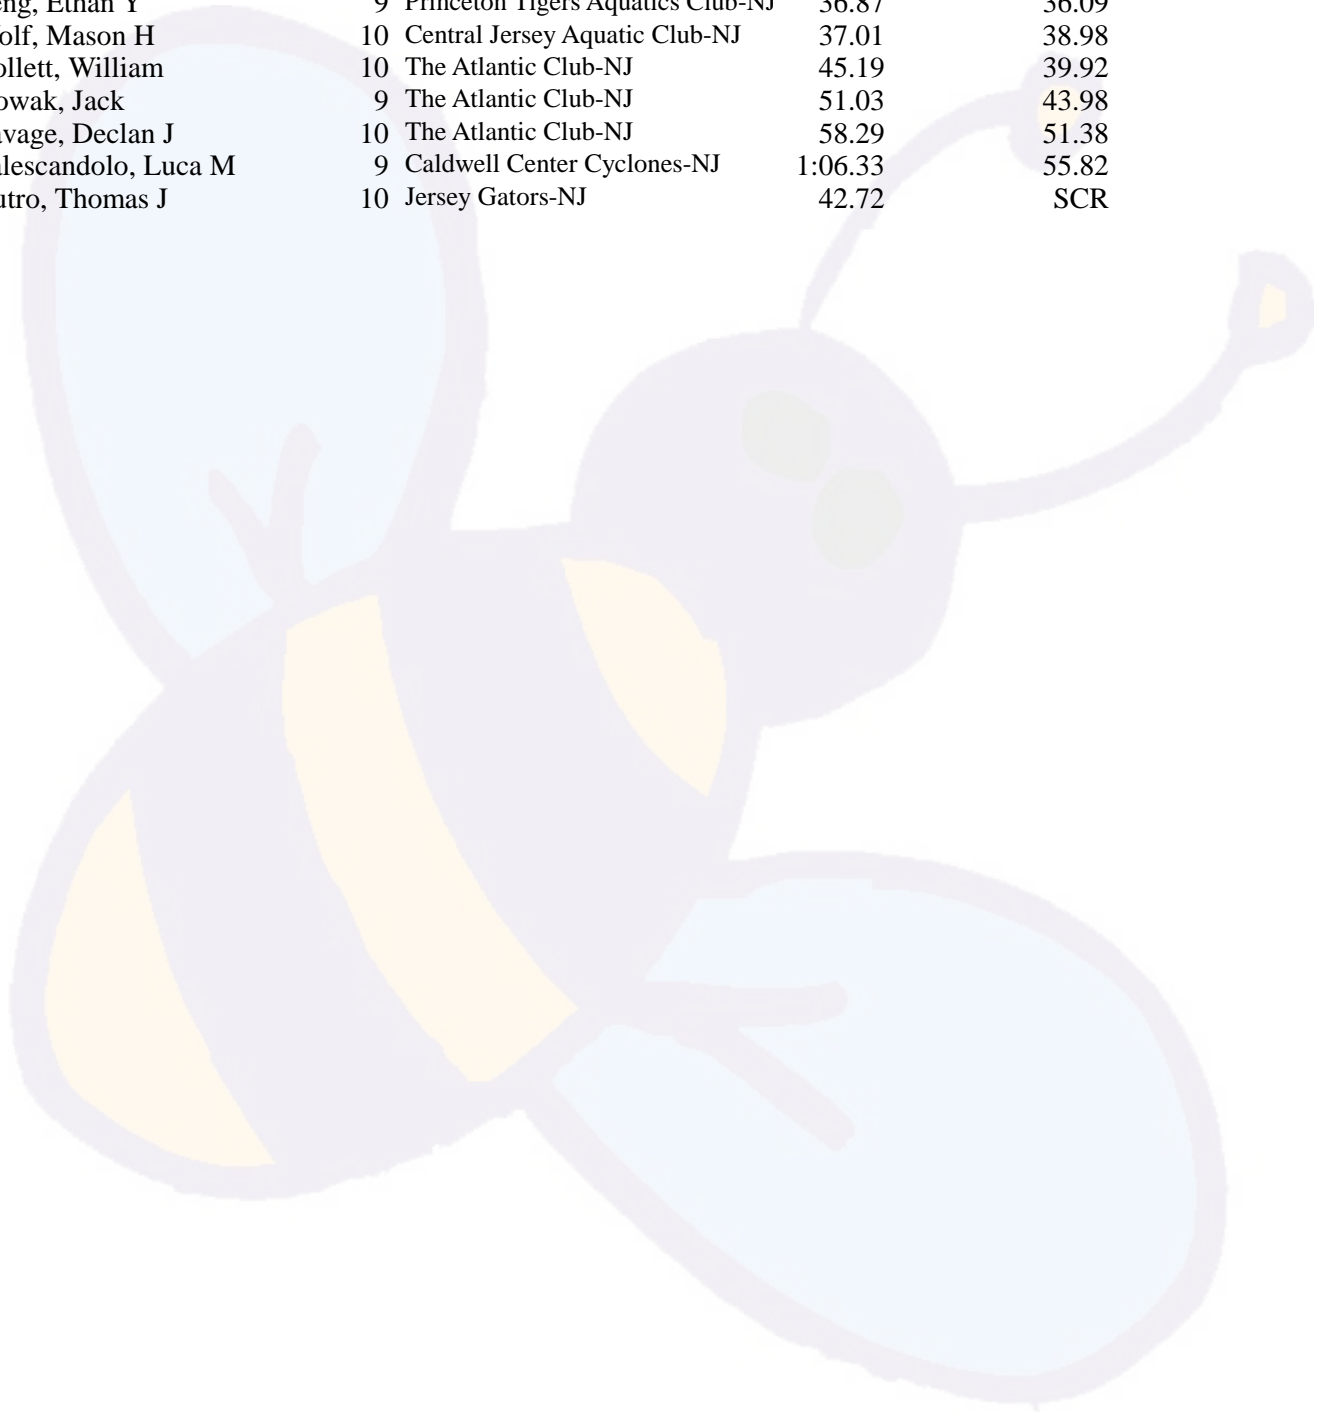 eng, Ethan Y 9 Princeton Tigers Aquatics Club-NJ 36.87 36.09
olf, Mason H 10 Central Jersey Aquatic Club-NJ 37.01 38.98
ollett, William 10 The Atlantic Club-NJ 45.19 39.92
owak, Jack 9 The Atlantic Club-NJ 51.03 43.98
avage, Declan J 10 The Atlantic Club-NJ 58.29 51.38
alescandolo, Luca M 9 Caldwell Center Cyclones-NJ 1:06.33 55.82
utro, Thomas J 10 Jersey Gators-NJ 42.72 SCR